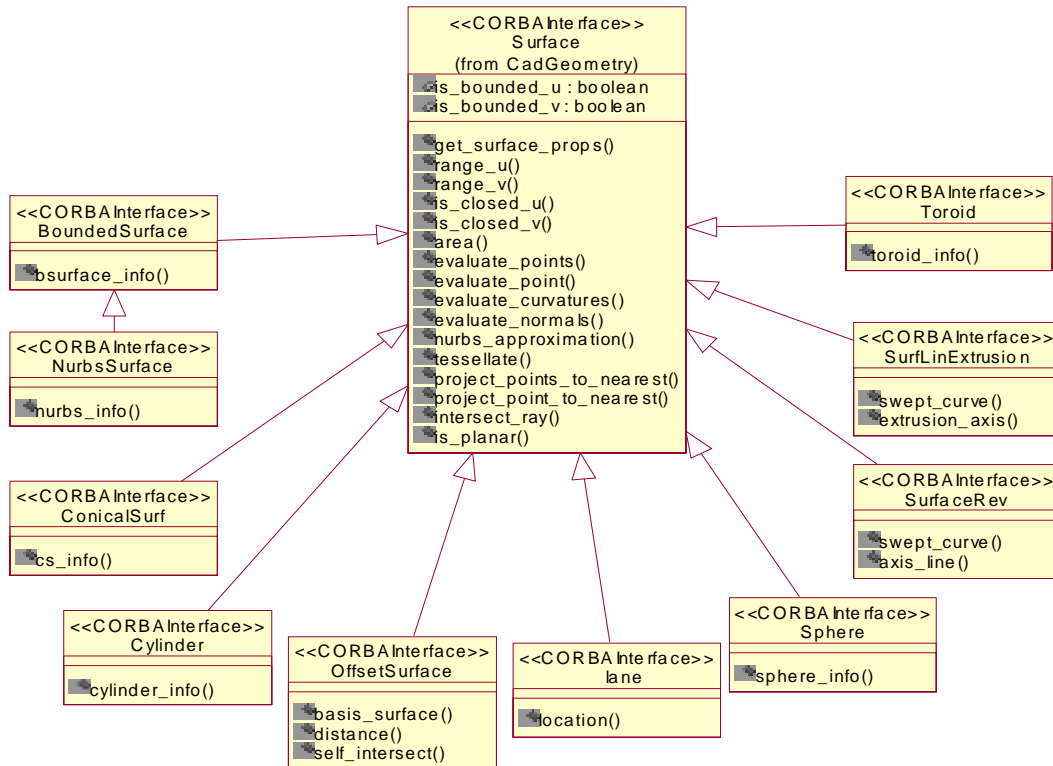 <<CORBAInterface>>
Surface
(from CadGeometry)
is_bounded_u : boolean
is_bounded_v : boolean
get_surface_props()
range_u()
range_v()
is_closed_u()
is_closed_v()
area()
evaluate_points()
evaluate_point()
evaluate_curvatures()
evaluate_normals()
nurbs_approximation()
tessellate()
project_points_to_nearest()
project_point_to_nearest()
intersect_ray()
is_planar()
<<CORBAInterface>>
BoundedSurface
bsurface_info()
<<CORBAInterface>>
NurbsSurface
nurbs_info()
<<CORBAInterface>>
ConicalSurf
cs_info()
<<CORBAInterface>>
Cylinder
cylinder_info()
<<CORBAInterface>>
OffsetSurface
basis_surface()
distance()
self_intersect()
<<CORBAInterface>>
lane
location()
<<CORBAInterface>>
Sphere
sphere_info()
<<CORBAInterface>>
SurfaceRev
swept_curve()
axis_line()
<<CORBAInterface>>
SurfLinExtrusion
swept_curve()
extrusion_axis()
<<CORBAInterface>>
Toroid
toroid_info()